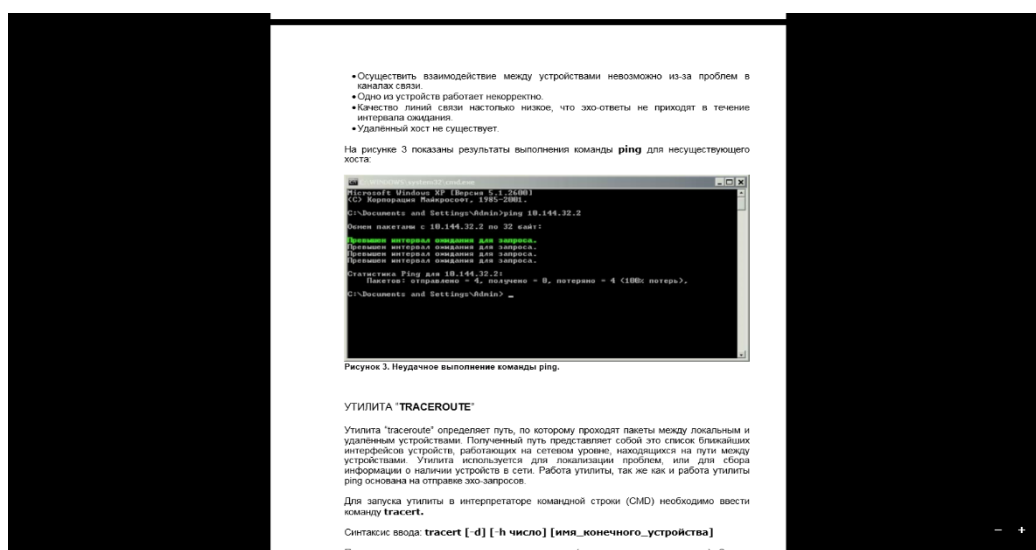 •Осуществить взаимодействие между устройствами невозможно из-за проблем в
каналах связи.
•Одно из устройств работает некорректно.
•Качество линий связи настолько низкое, что эхо-ответы не приходят в течение
интервала ожидания.
•Удалённый хост не существует.
На рисунке 3 показаны результаты выполнения команды ping для несуществующего
хоста:
Microsoft Windows XP [Версия 5.1.2600]
(C) Корпорация Майкрософт, 1985-2001.
C:\Documents and Settings\Admin>ping 10.144.32.2
Обмен пакетами с 10.144.32.2 по 32 байт:
Превышен интервал ожидания для запроса.
Превышен интервал ожидания для запроса.
Превышен интервал ожидания для запроса.
Превышен интервал ожидания для запроса.
Статистика Ping для 10.144.32.2:
Пакетов: отправлено = 4, получено = 0, потеряно = 4 (100% потерь),
C:\Documents and Settings\Admin> _
Рисунок 3. Неудачное выполнение команды ping.
УТИЛИТА "TRACEROUTE"
Утилита "traceroute" определяет путь, по которому проходят пакеты между локальным и
удалённым устройствами. Полученный путь представляет собой это список ближайших
интерфейсов устройств, работающих на сетевом уровне, находящихся на пути между
устройствами. Утилита используется для локализации проблем, или для сбора
информации о наличии устройств в сети. Работа утилиты, так же как и работа утилиты
ping основана на отправке эхо-запросов.
Для запуска утилиты в интерпретаторе командной строки (CMD) необходимо ввести
команду tracert.
Синтаксис ввода: tracert [-d] [-h число] [имя_конечного_устройства]